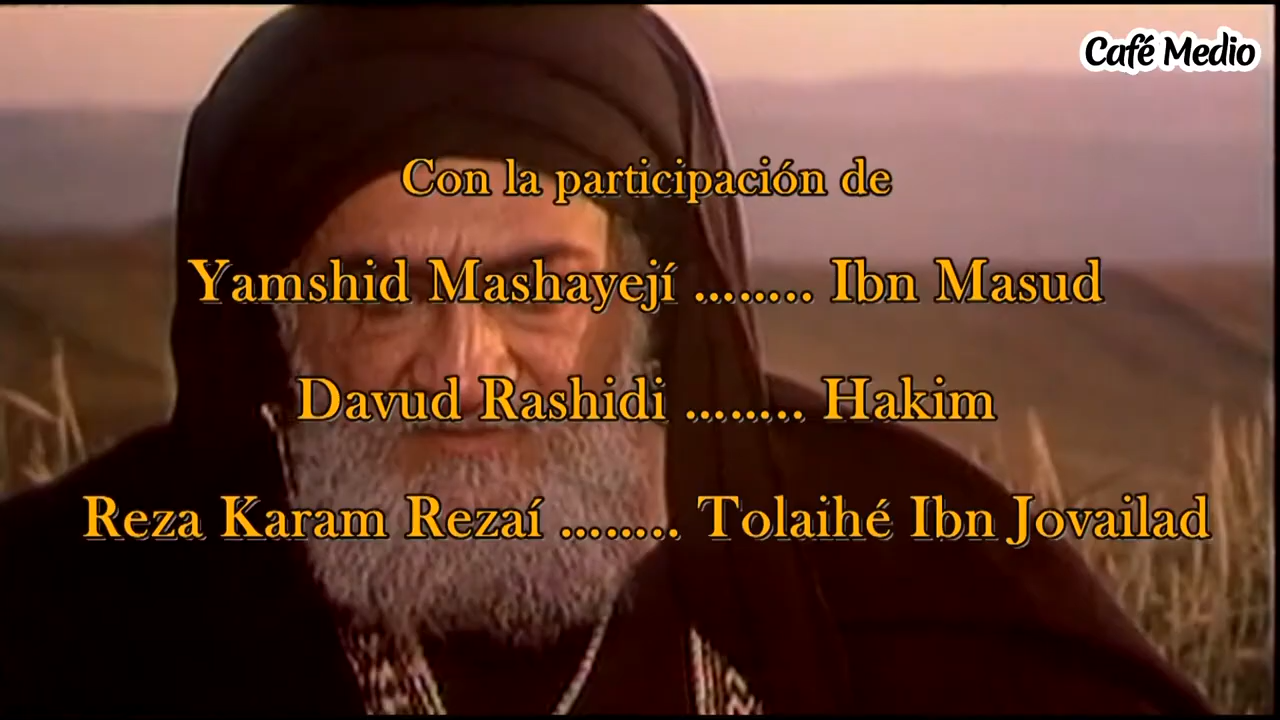 Café Medio
Con la participación de
Yamshid Mashayejí ........ Ibn Masud
Davud Rashidi ........ Hakim
Reza Karam Rezaí ........ Tolaihé Ibn Jovailad